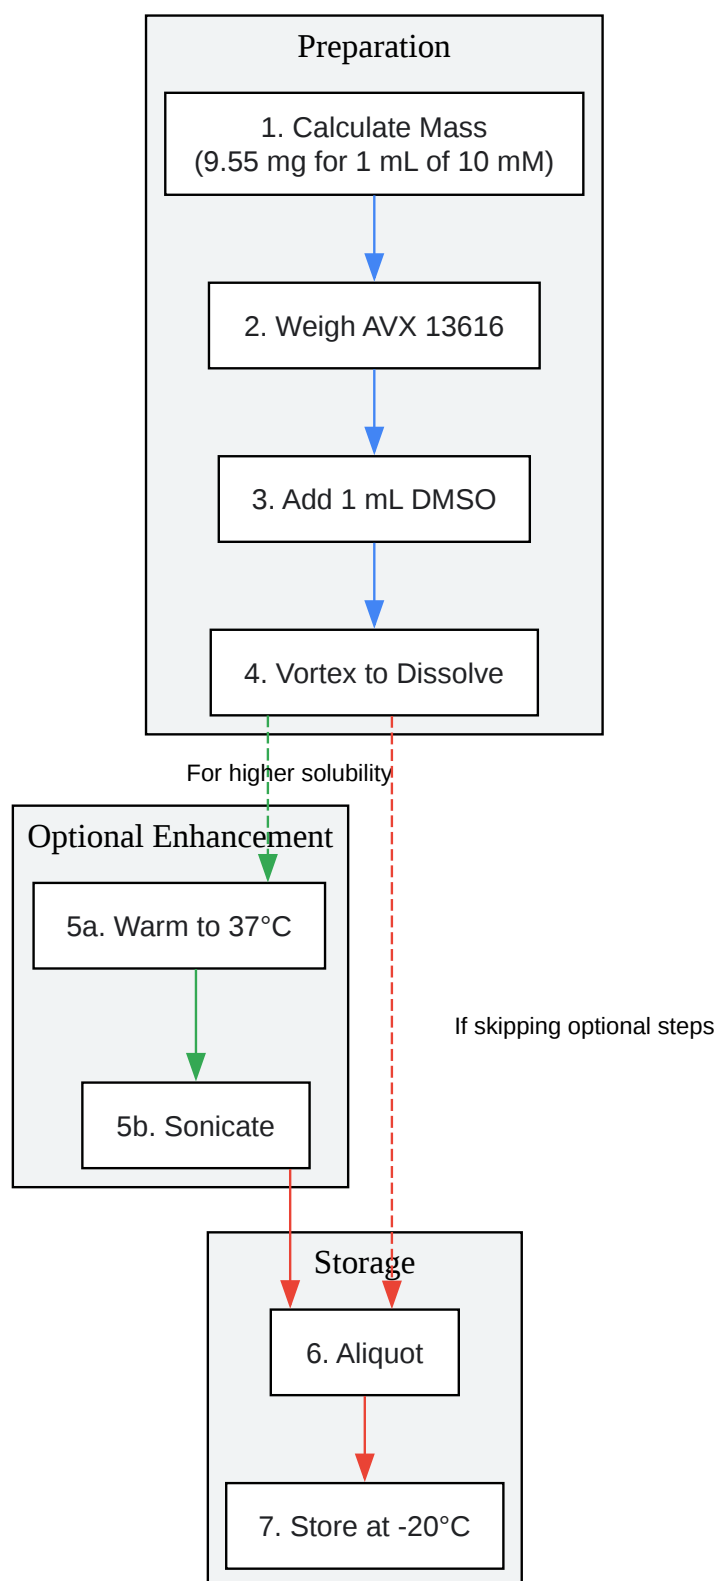 Preparation
1. Calculate Mass
(9.55 mg for 1 mL of 10 mM)
2. Weigh AVX 13616
3. Add 1 mL DMSO
4. Vortex to Dissolve
For higher solubility
Optional Enhancement
5a. Warm to 37°C
If skipping optional steps
5b. Sonicate
Storage
6. Aliquot
7. Store at -20°C